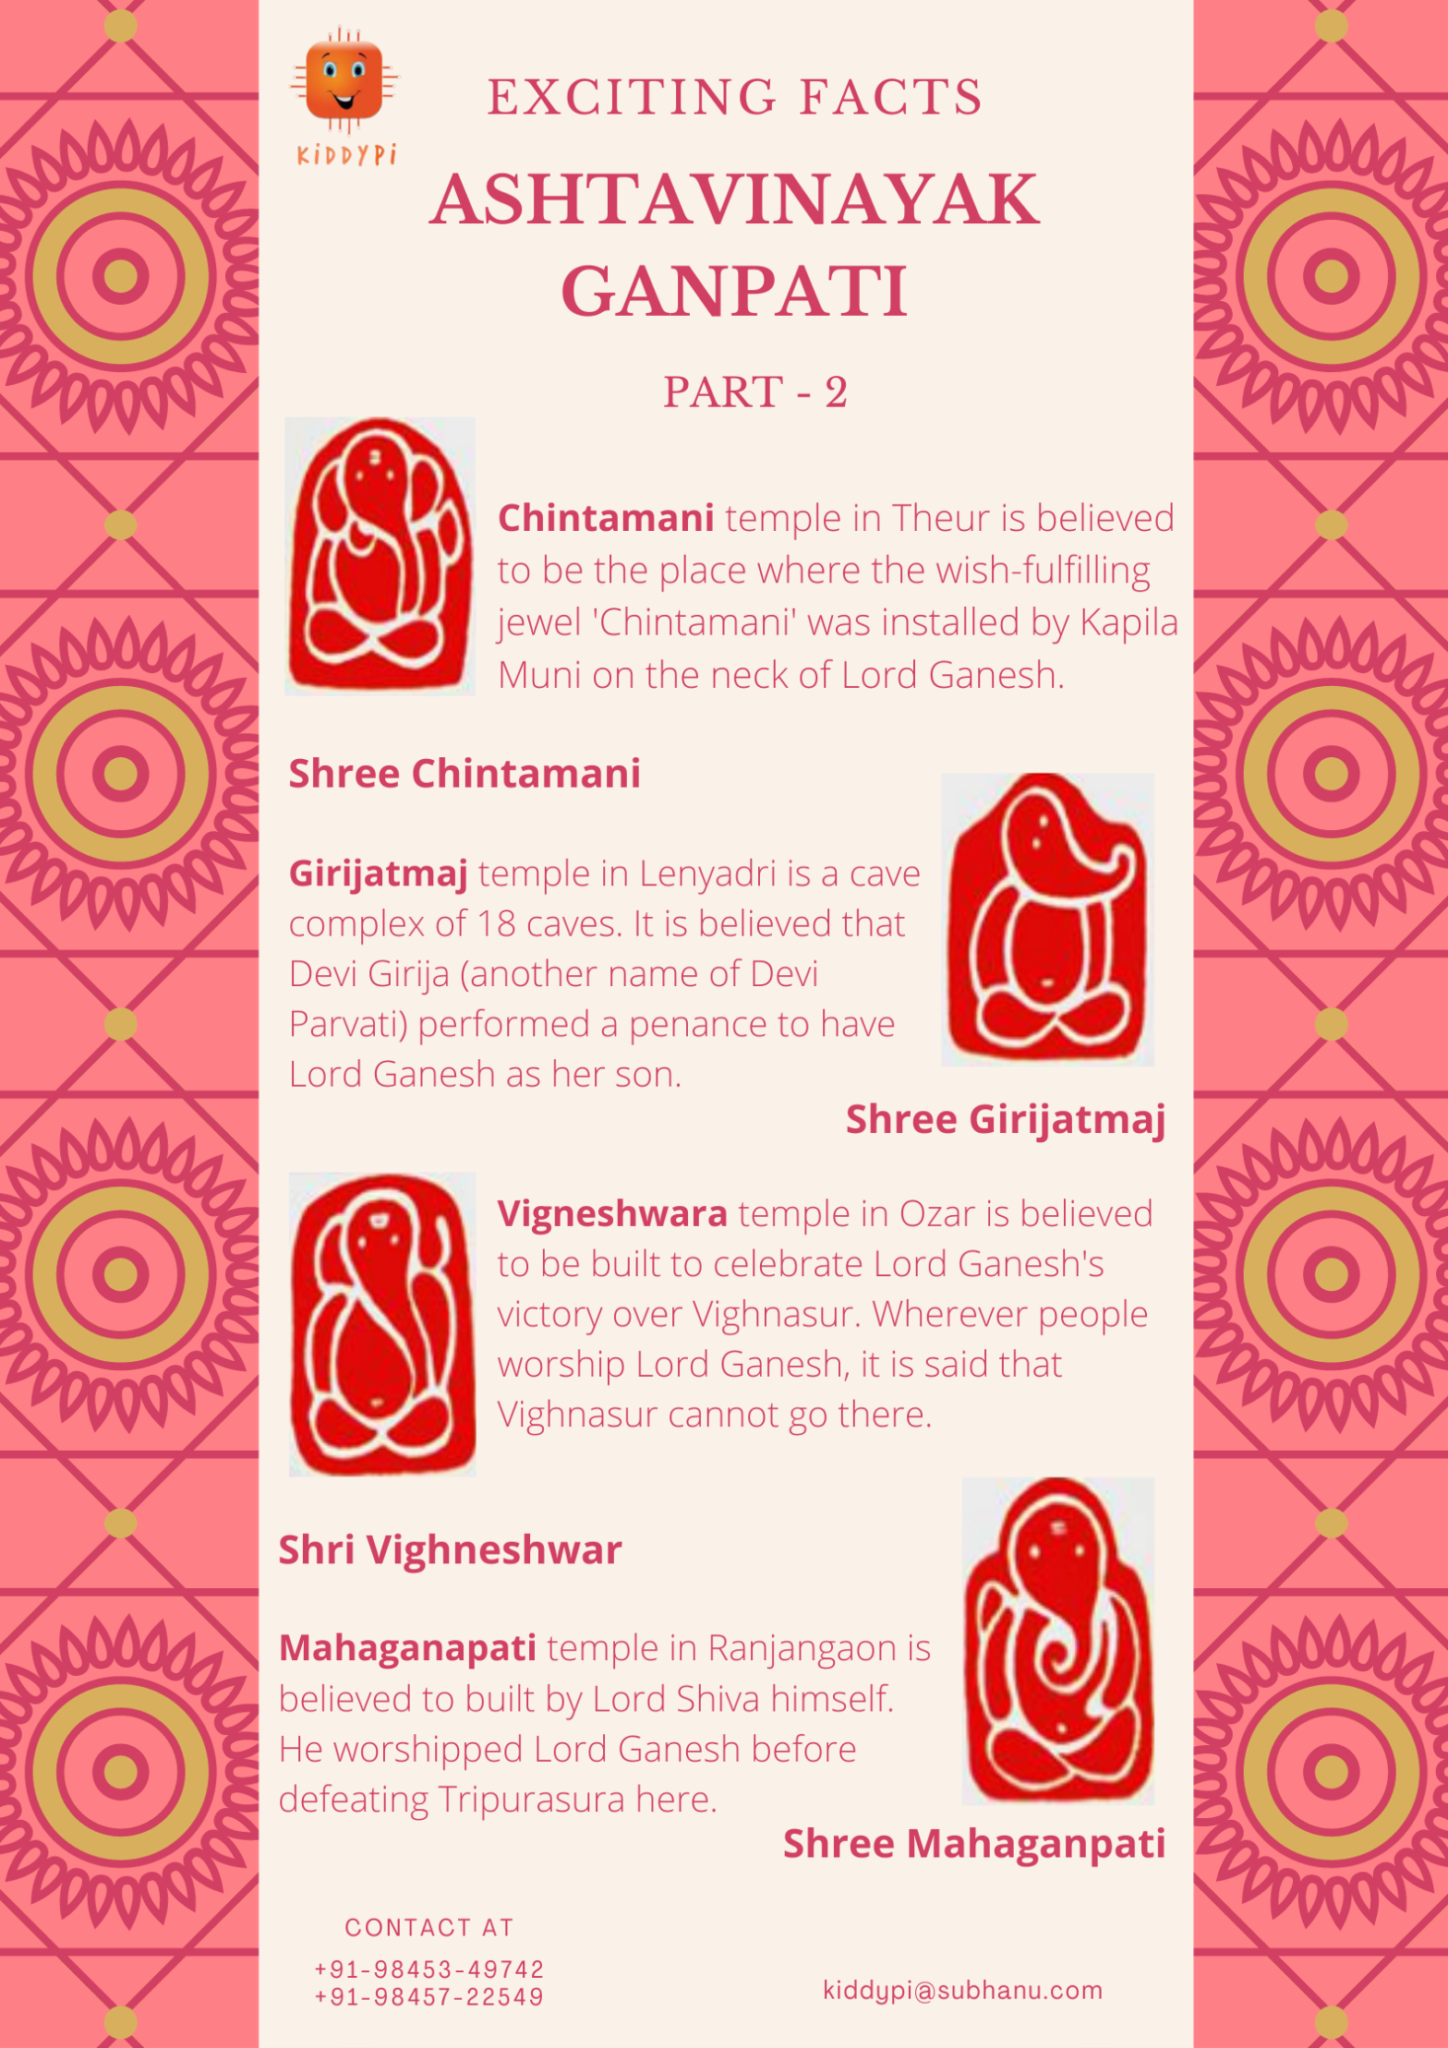 KiDDYPi
EXCITING FACTS
ASHTAVINAYAK
GANPATI
PART - 2
Chintamani temple in Theur is believed
to be the place where the wish-fulfilling
jewel 'Chintamani' was installed by Kapila
Muni on the neck of Lord Ganesh.
Shree Chintamani
Girijatmaj temple in Lenyadri is a cave
complex of 18 caves. It is believed that
Devi Girija (another name of Devi
Parvati) performed a penance to have
Lord Ganesh as her son.
Shree Girijatmaj
Vigneshwara temple in Ozar is believed
to be built to celebrate Lord Ganesh's
victory over Vighnasur. Wherever people
worship Lord Ganesh, it is said that
Vighnasur cannot go there.
Shri Vighneshwar
Mahaganapati temple in Ranjangaon is
believed to built by Lord Shiva himself.
He worshipped Lord Ganesh before
defeating Tripurasura here.
Shree Mahaganpati
CONTACT AT
+91-98453-49742
+91-98457-22549
kiddypi@subhanu.com